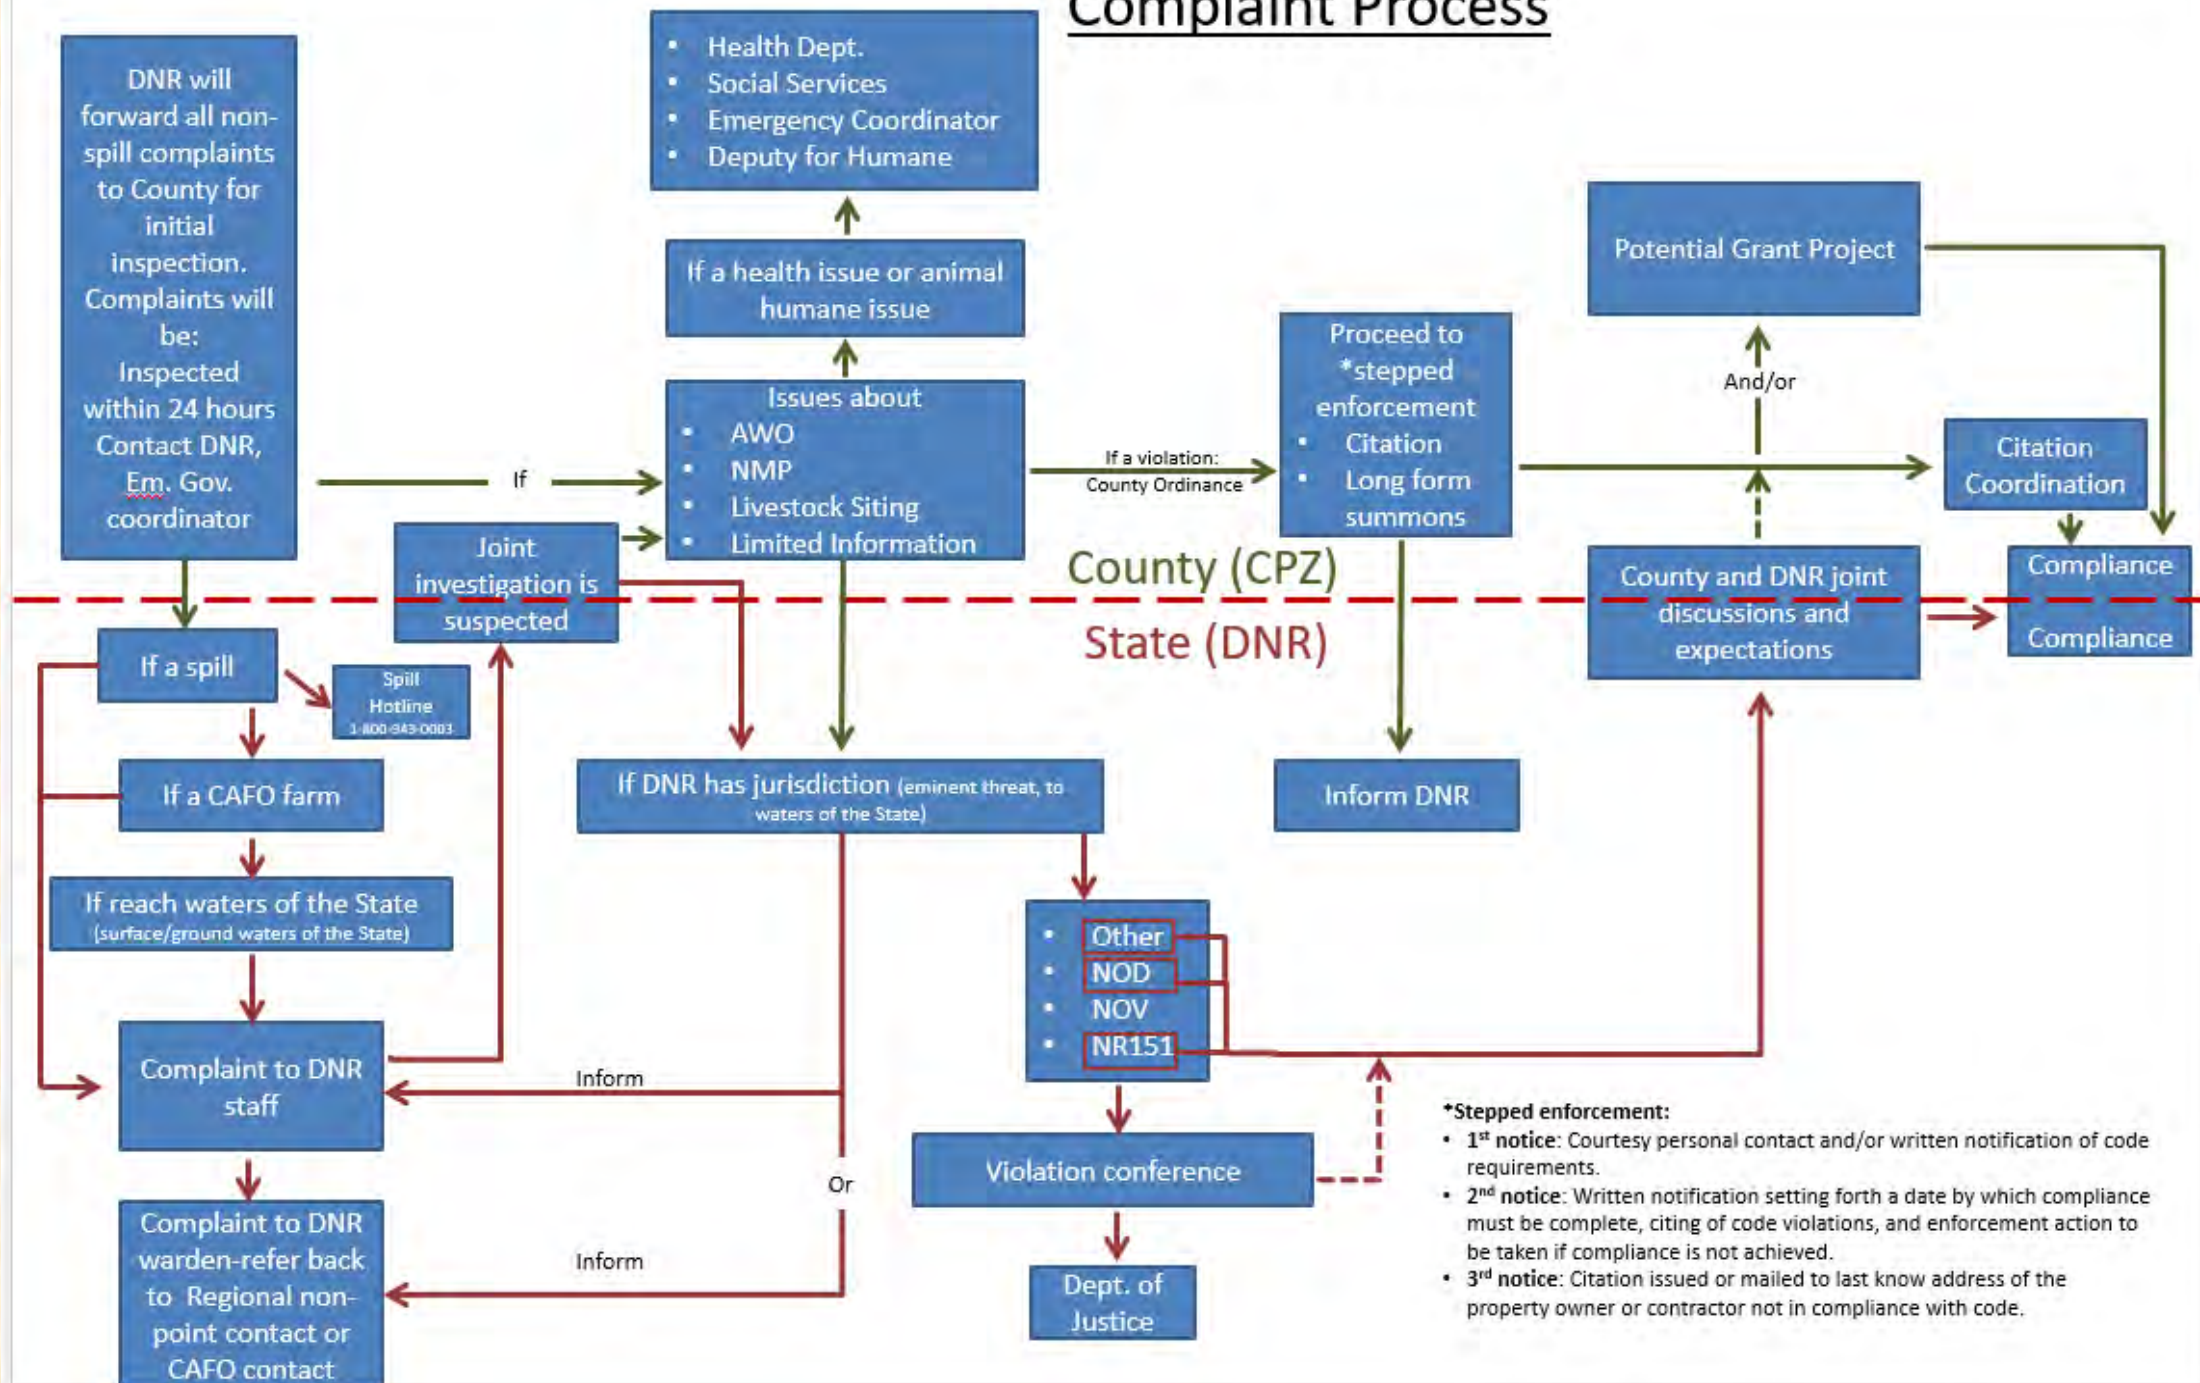 Complaint Process
DNR will
forward all non-
spill complaints
to County for
initial
inspection.
Complaints will
be:
Inspected
within 24 hours
Contact DNR,
Em. Gov.
coordinator
• Health Dept.
• Social Services
• Emergency Coordinator
• Deputy for Humane
If a health issue or animal
humane issue
If
Issues about
• AWO
• NMP
• Livestock Siting
• Limited Information
If a violation:
County Ordinance
Proceed to
*stepped
enforcement
• Citation
• Long form
summons
Potential Grant Project
And/or
Citation
Coordination
Joint
investigation is
suspected
County (CPZ)
State (DNR)
County and DNR joint
discussions and
expectations
Compliance
Compliance
If a spill
Spill
Hotline
1-800-943-0003
If a CAFO farm
If reach waters of the State
(surface/ground waters of the State)
Complaint to DNR
staff
Complaint to DNR
warden-refer back
to Regional non-
point contact or
CAFO contact
If DNR has jurisdiction (eminent threat, to
waters of the State)
Inform DNR
Inform
Or
Inform
• Other
• NOD
• NOV
• NR151
Violation conference
Dept. of
Justice
*Stepped enforcement:
• 1st notice: Courtesy personal contact and/or written notification of code
requirements.
• 2nd notice: Written notification setting forth a date by which compliance
must be complete, citing of code violations, and enforcement action to
be taken if compliance is not achieved.
• 3rd notice: Citation issued or mailed to last know address of the
property owner or contractor not in compliance with code.